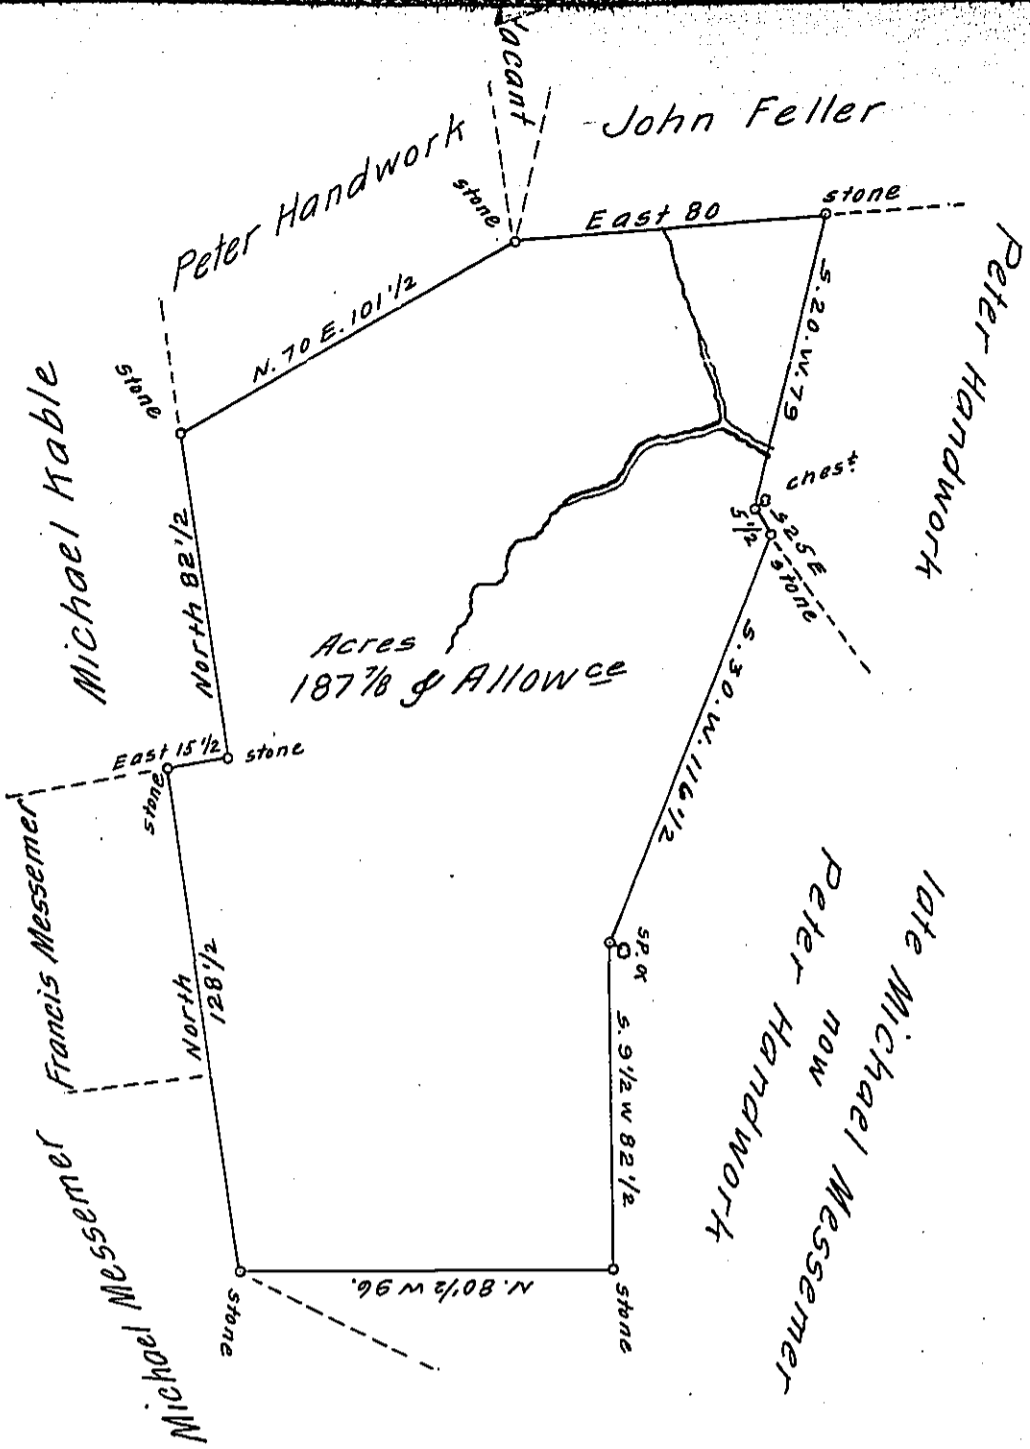 Vacant
John Feller
Peter Handwork
stone
East 80
stone
Peter Handwork
N. 70 E. 101 1/2
S. 20. W. 79
stone
chest.
5 1/2
S 25 E
stone
Michael Kable
North 82 1/2
Acres
187 7/8 & Allowce
S. 30. W. 116 1/2
East 15 1/2
stone
stone
Francis Messemer
North
128 1/2
sp. o
S. 9 1/2 W 82 1/2
late Michael Messemer
now
Peter Handwork
Michael Messemer
N. 80 1/2 W 96.
stone
stone